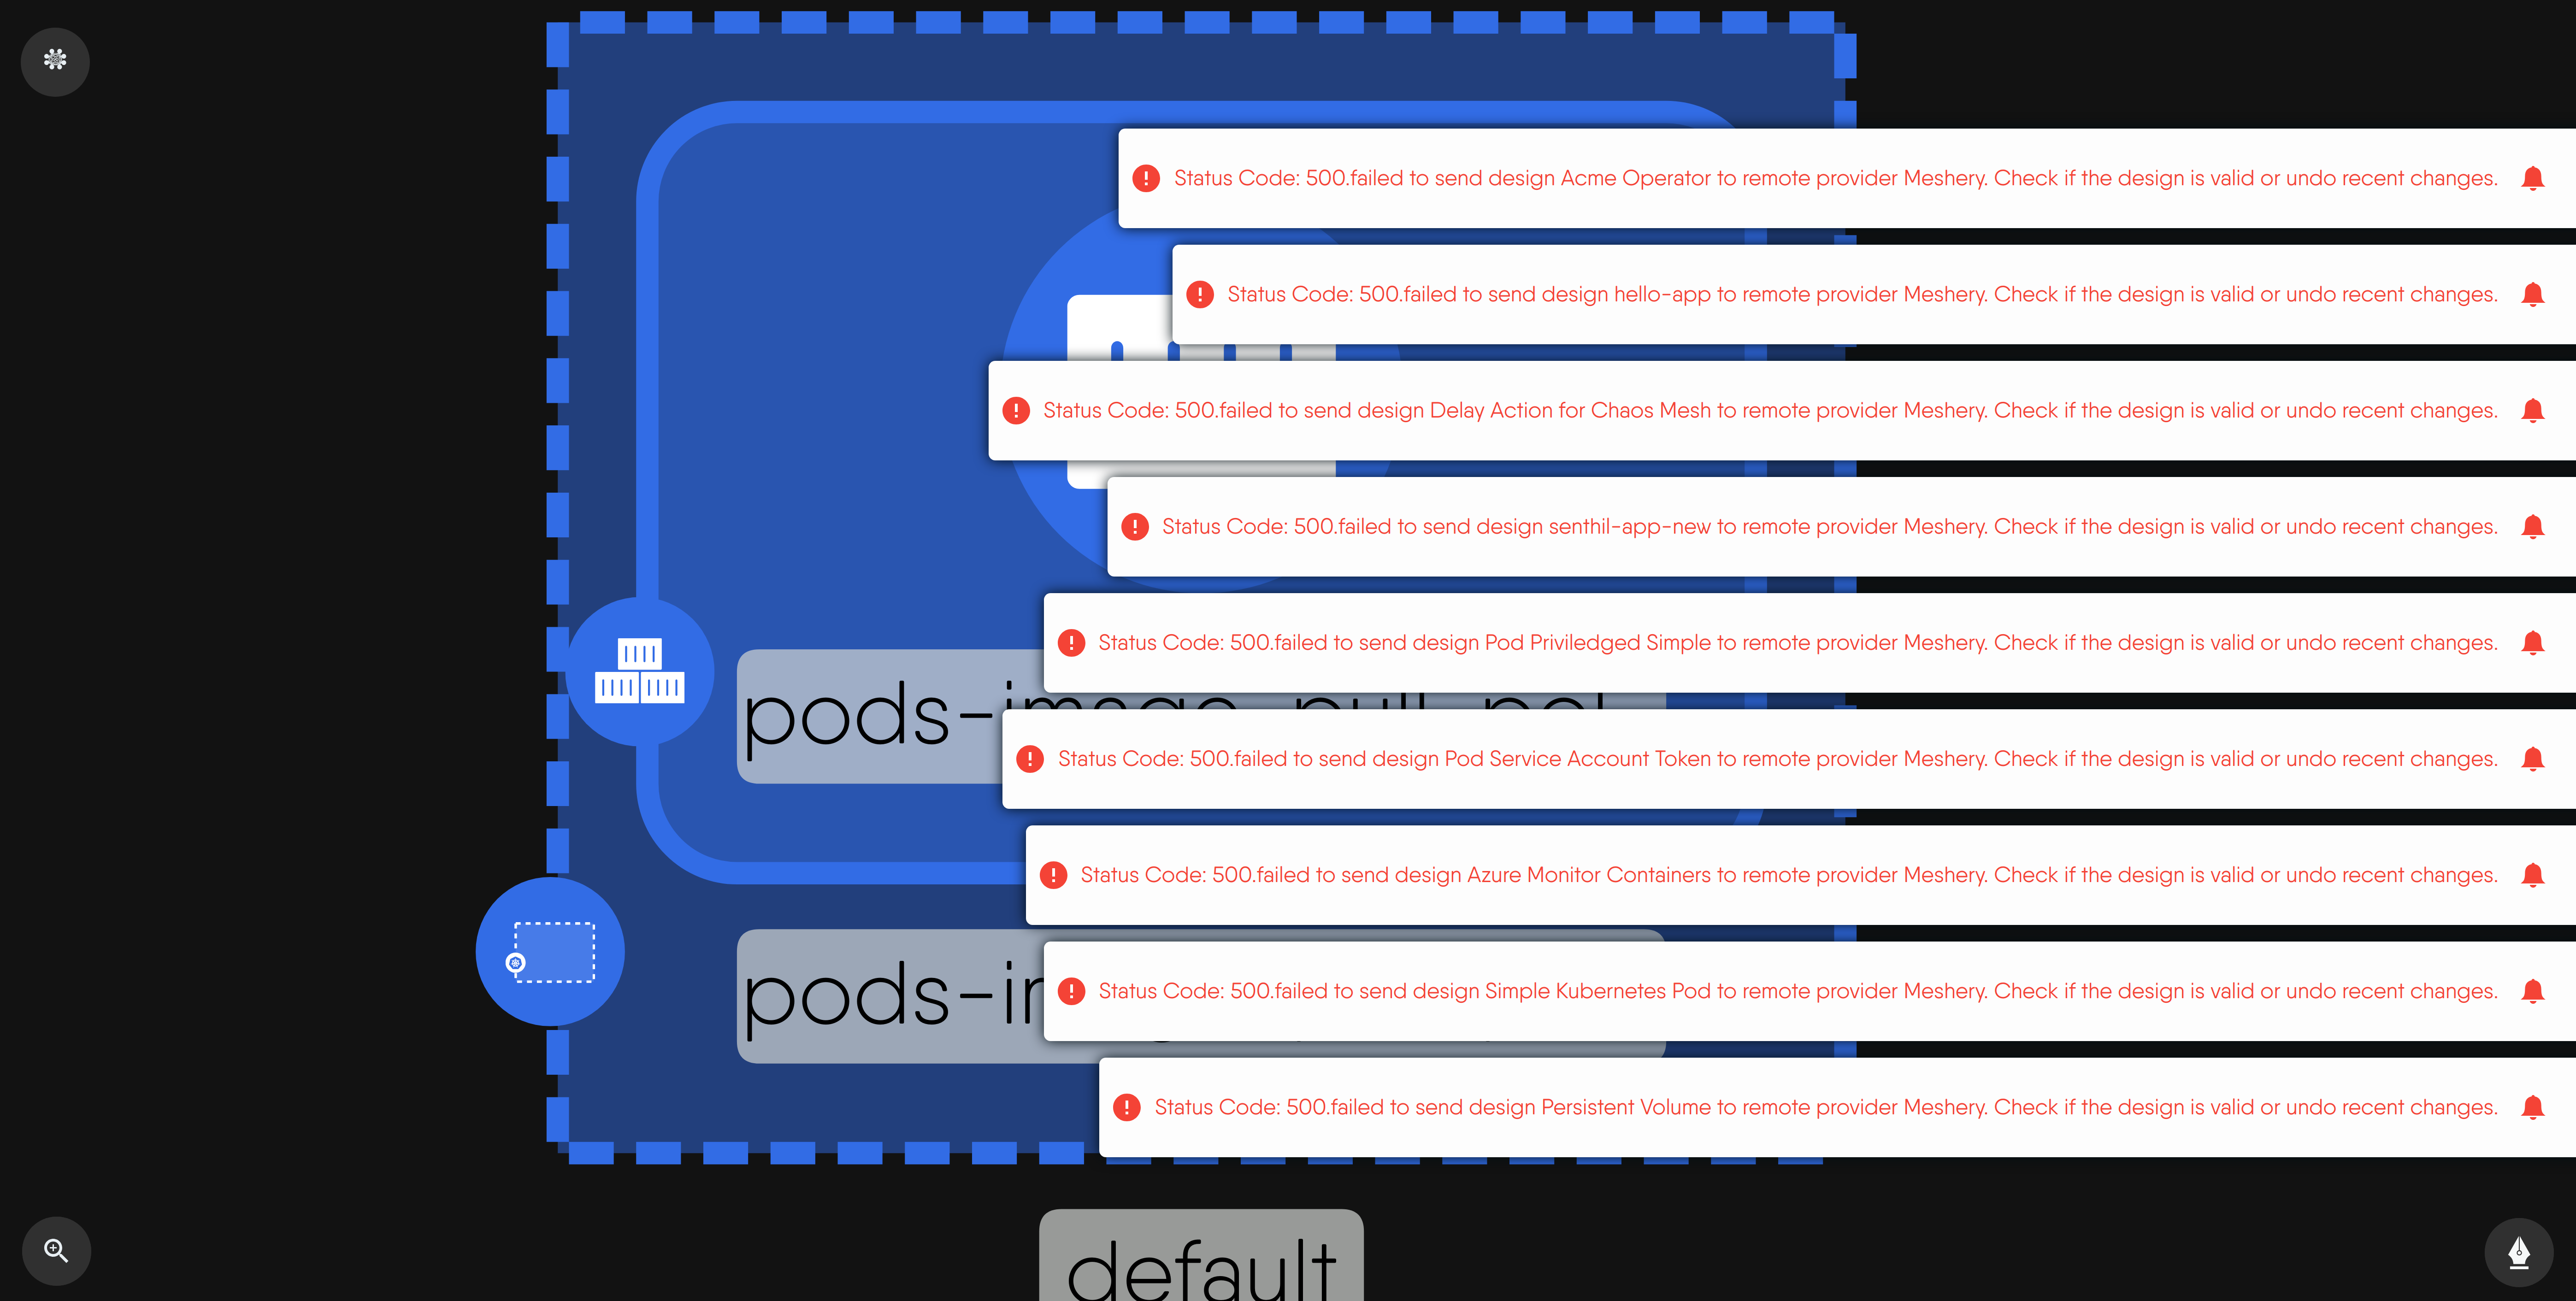 Status Code: 500.failed to send design Acme Operator to remote provider Meshery. Check if the design is valid or undo recent changes.
Status Code: 500.failed to send design hello-app to remote provider Meshery. Check if the design is valid or undo recent changes.
Status Code: 500.failed to send design Delay Action for Chaos Mesh to remote provider Meshery. Check if the design is valid or undo recent changes.
Status Code: 500.failed to send design senthil-app-new to remote provider Meshery. Check if the design is valid or undo recent changes.
Status Code: 500.failed to send design Pod Priviledged Simple to remote provider Meshery. Check if the design is valid or undo recent changes.
pods-image-pull-pol
Status Code: 500.failed to send design Pod Service Account Token to remote provider Meshery. Check if the design is valid or undo recent changes.
Status Code: 500.failed to send design Azure Monitor Containers to remote provider Meshery. Check if the design is valid or undo recent changes.
pods-i
Status Code: 500.failed to send design Simple Kubernetes Pod to remote provider Meshery. Check if the design is valid or undo recent changes.
Status Code: 500.failed to send design Persistent Volume to remote provider Meshery. Check if the design is valid or undo recent changes.
default